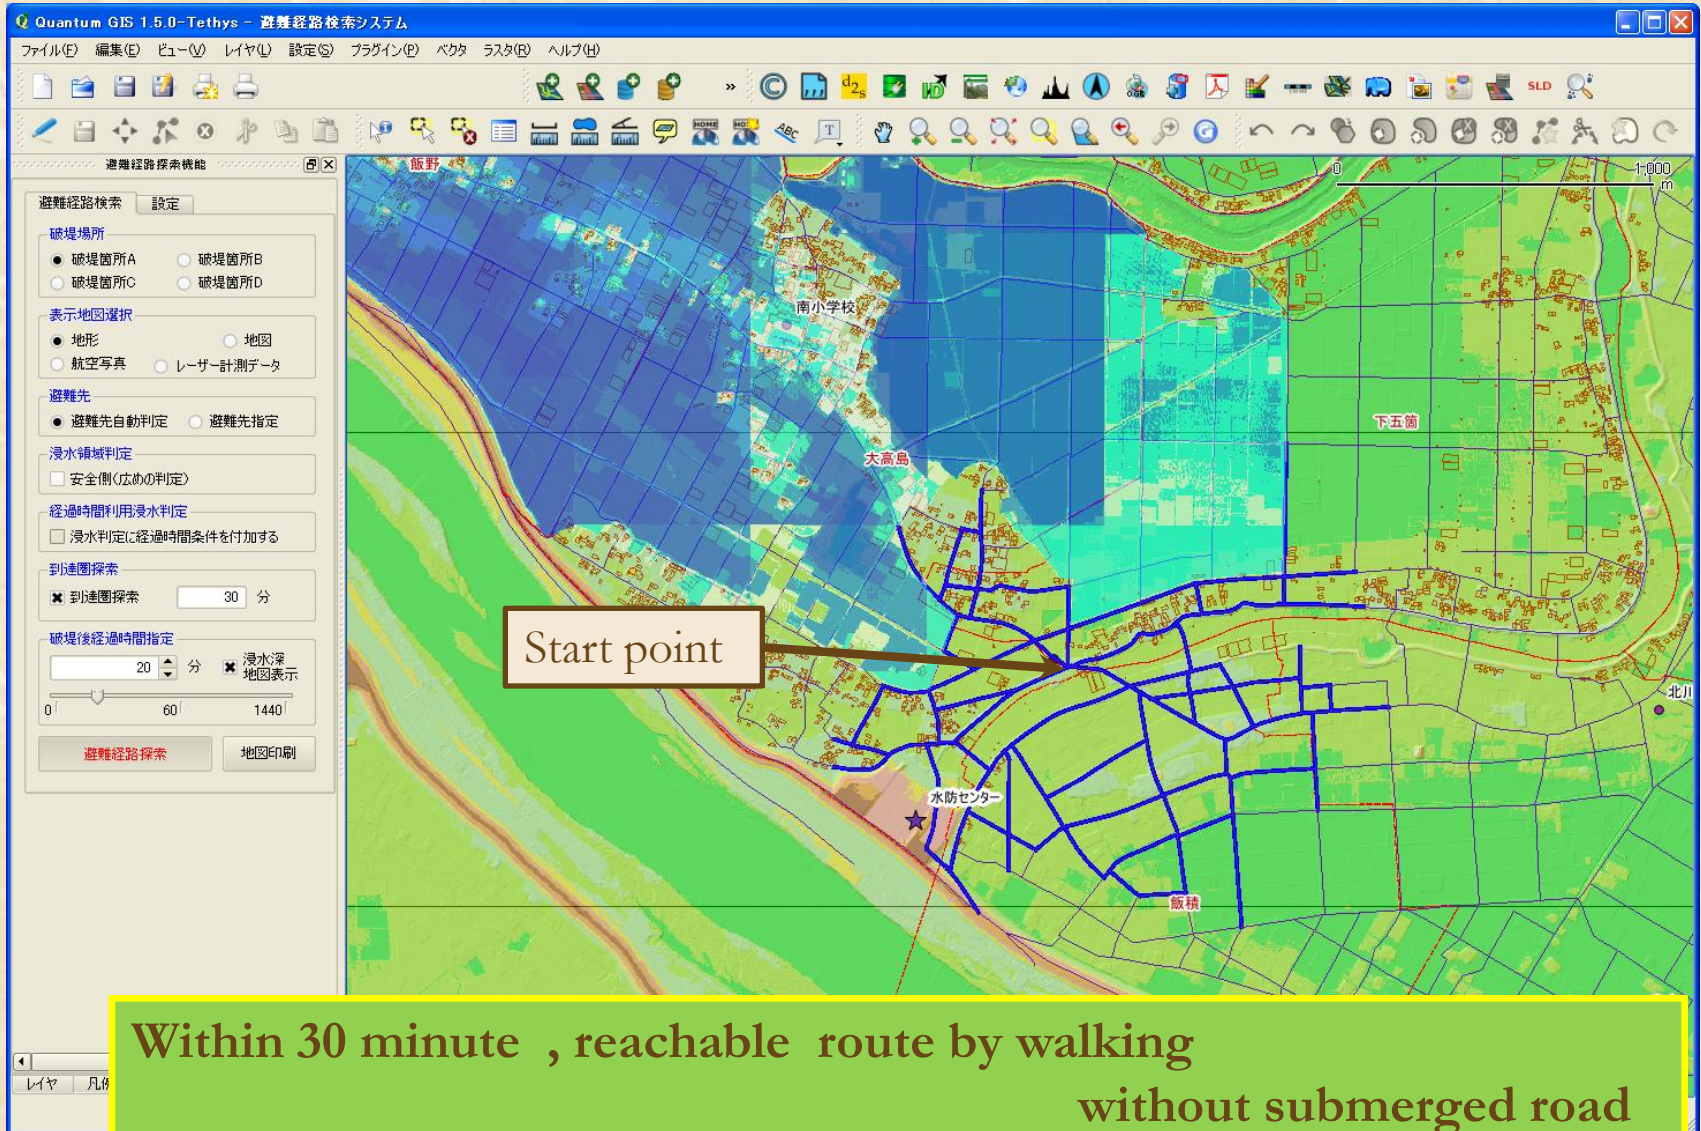 Quantum GIS 1.5.0-Tethys - 避難経路検索システム
ファイル(F) 編集(E) ビュー(V) レイヤ(L) 設定(S) プラグイン(P) ベクタ ラスタ(R) ヘルプ(H)
» SLD
避難経路探索機能
避難経路検索 設定
破堤場所
破堤箇所A 破堤箇所B
破堤箇所C 破堤箇所D
表示地図選択
地形 地図
航空写真 レーザー計測データ
避難先
避難先自動判定 避難先指定
浸水領域判定
安全側(広めの判定)
経過時間利用浸水判定
浸水判定に経過時間条件を付加する
到達圏探索
到達圏探索 30 分
破堤後経過時間指定
20 分 浸水深
地図表示
0 60 1440
避難経路探索 地図印刷
レイヤ
飯野
0 1,000
m
南小学校
下五箇
大高島
Start point
北川
水防センター
飯積
Within 30 minute , reachable route by walking
without submerged road